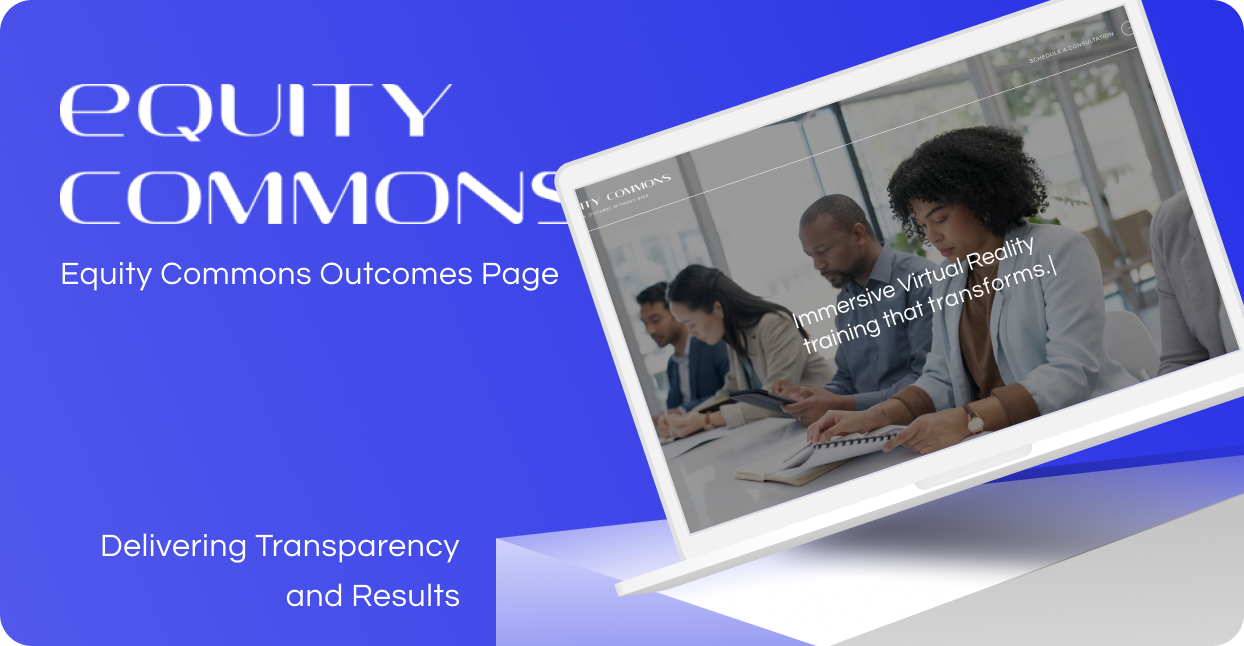 eQUITY
COMMONS
Equity Commons Outcomes Page
SCHEDULE A CONSULTATION
ITY COMMONS
Immersive Virtual Reality
training that transforms.|
Delivering Transparency
and Results